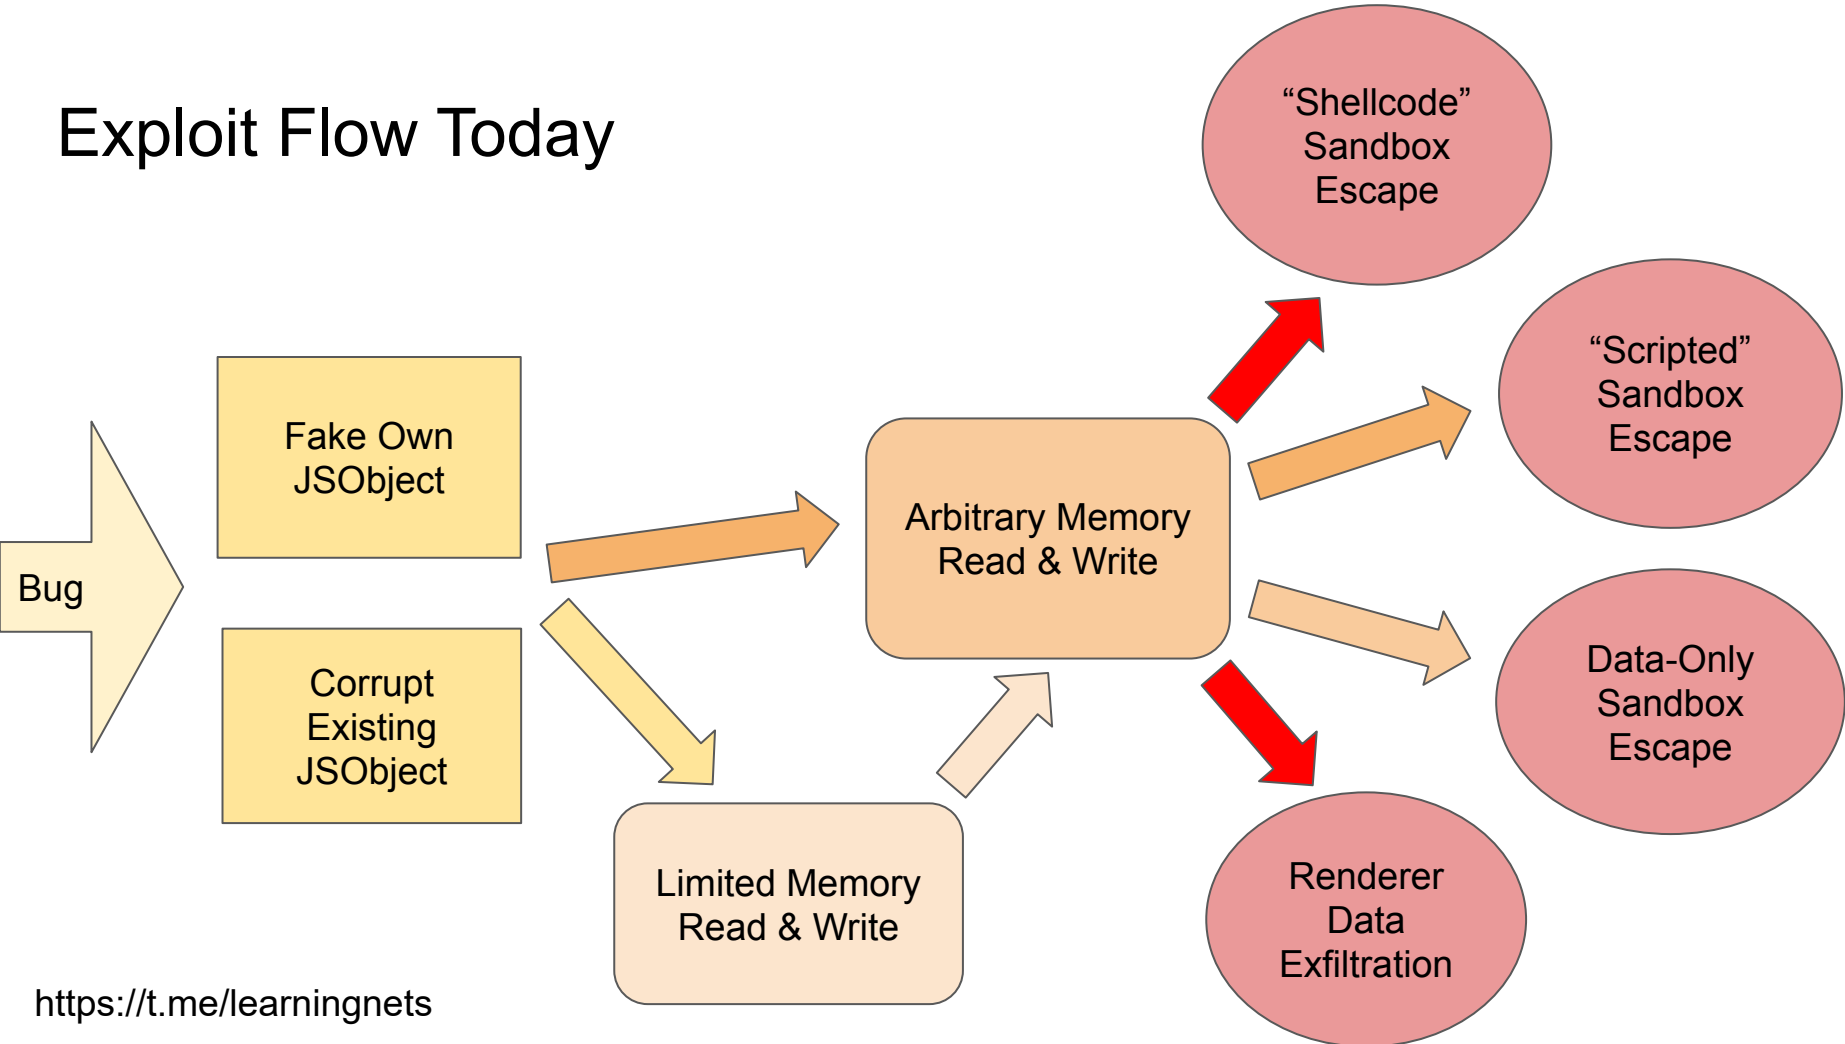 Exploit Flow Today
Bug
Fake Own
JSObject
Corrupt
Existing
JSObject
Limited Memory
Read & Write
Arbitrary Memory
Read & Write
“Shellcode”
Sandbox
Escape
“Scripted”
Sandbox
Escape
Data-Only
Sandbox
Escape
Renderer
Data
Exfiltration
https://t.me/learningnets